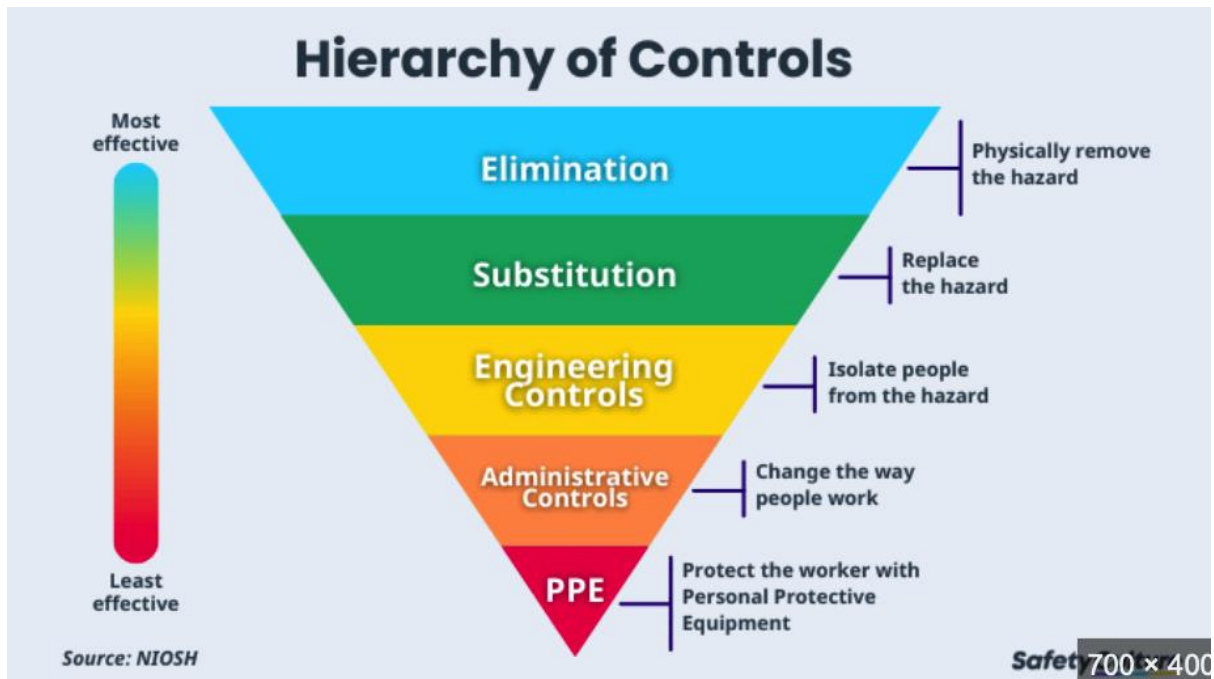 Hierarchy of Controls
Most
effective
Elimination
Physically remove
the hazard
Substitution
Replace
the hazard
Engineering
Controls
Isolate people
from the hazard
Administrative
Controls
Change the way
people work
PPE
Protect the worker with
Personal Protective
Equipment
Least
effective
Source: NIOSH
Safety
700 × 400